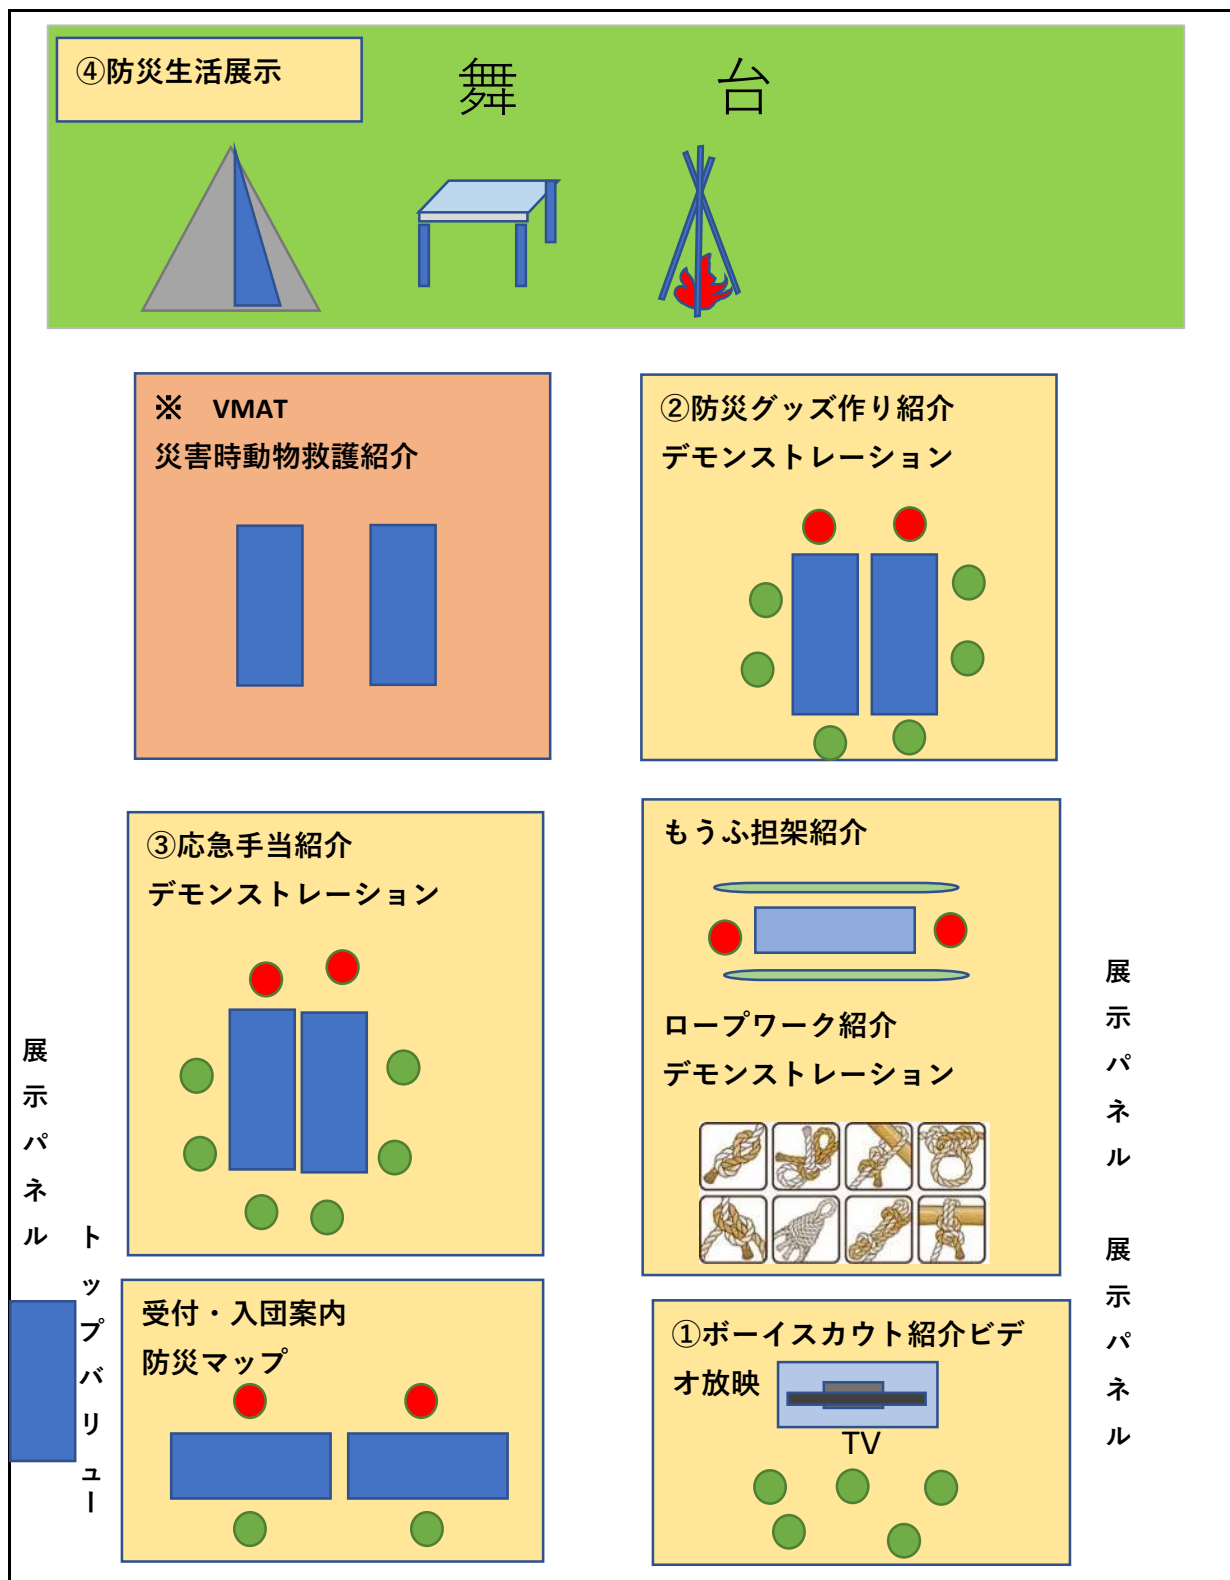 ④防災生活展示
舞 台
※ VMAT
災害時動物救護紹介
②防災グッズ作り紹介
デモンストレーション
③応急手当紹介
デモンストレーション
もうふ担架紹介
ロープワーク紹介
デモンストレーション
展示パネル
展示パネル
トップバリュー
受付・入団案内
防災マップ
①ボーイスカウト紹介ビデ
オ放映
TV
展示パネル